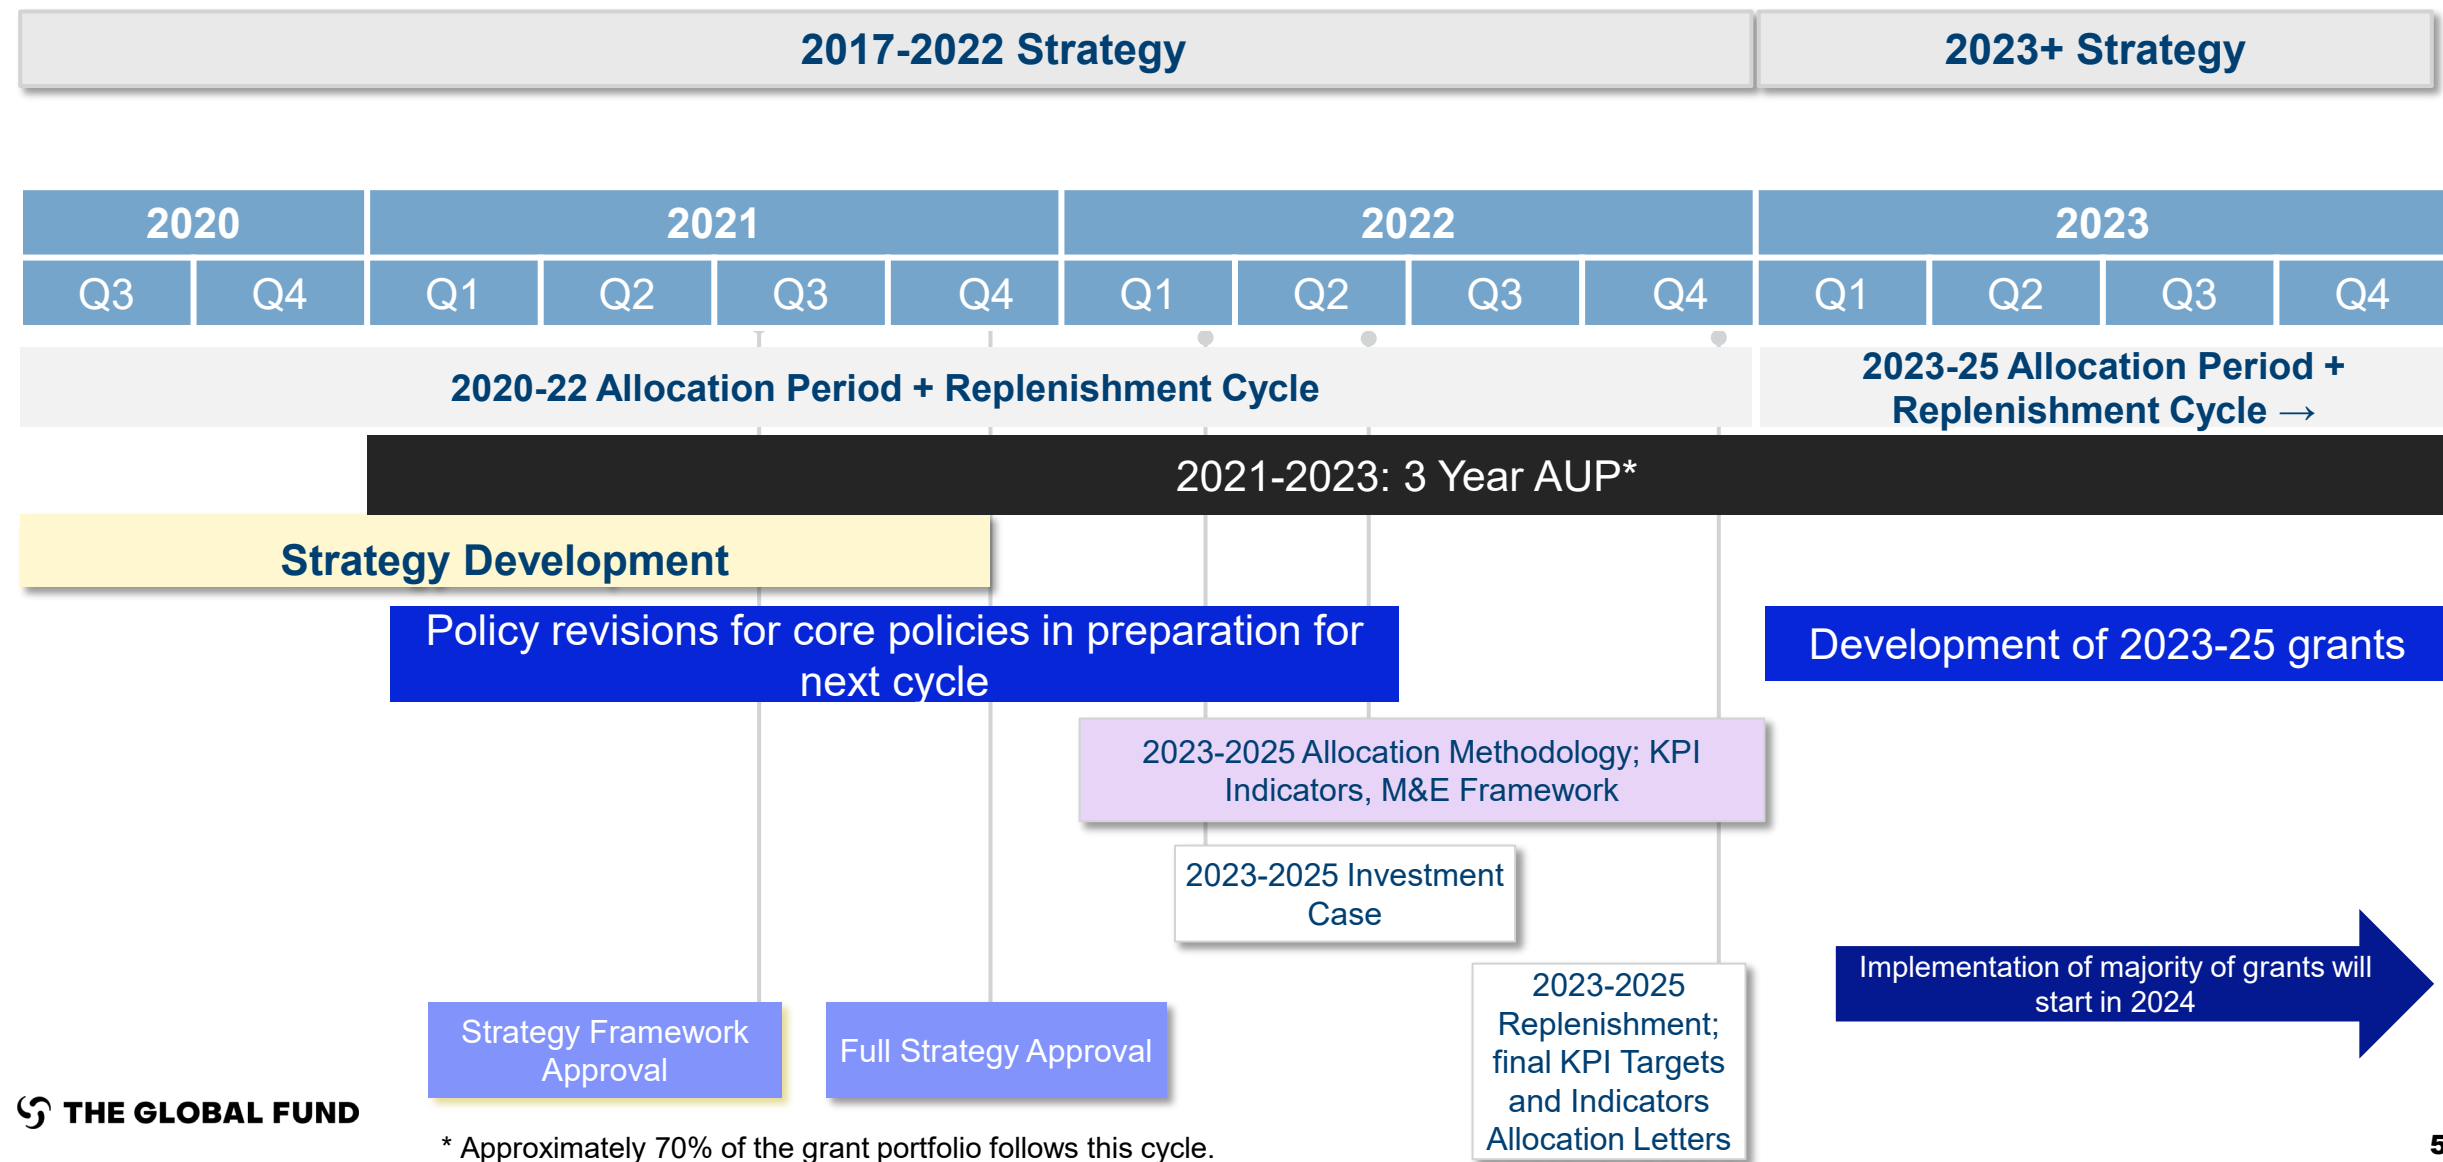 2017-2022 Strategy
2023+ Strategy
2020
2021
2022
2023
Q3
Q4
Q1
Q2
Q3
Q4
Q1
Q2
Q3
Q4
Q1
Q2
Q3
Q4
2020-22 Allocation Period + Replenishment Cycle
2023-25 Allocation Period +
Replenishment Cycle →
2021-2023: 3 Year AUP*
Strategy Development
Policy revisions for core policies in preparation for
next cycle
Development of 2023-25 grants
2023-2025 Allocation Methodology; KPI
Indicators, M&E Framework
2023-2025 Investment
Case
Implementation of majority of grants will
start in 2024
2023-2025
Replenishment;
final KPI Targets
and Indicators
Allocation Letters
Strategy Framework
Approval
Full Strategy Approval
THE GLOBAL FUND
* Approximately 70% of the grant portfolio follows this cycle.
5